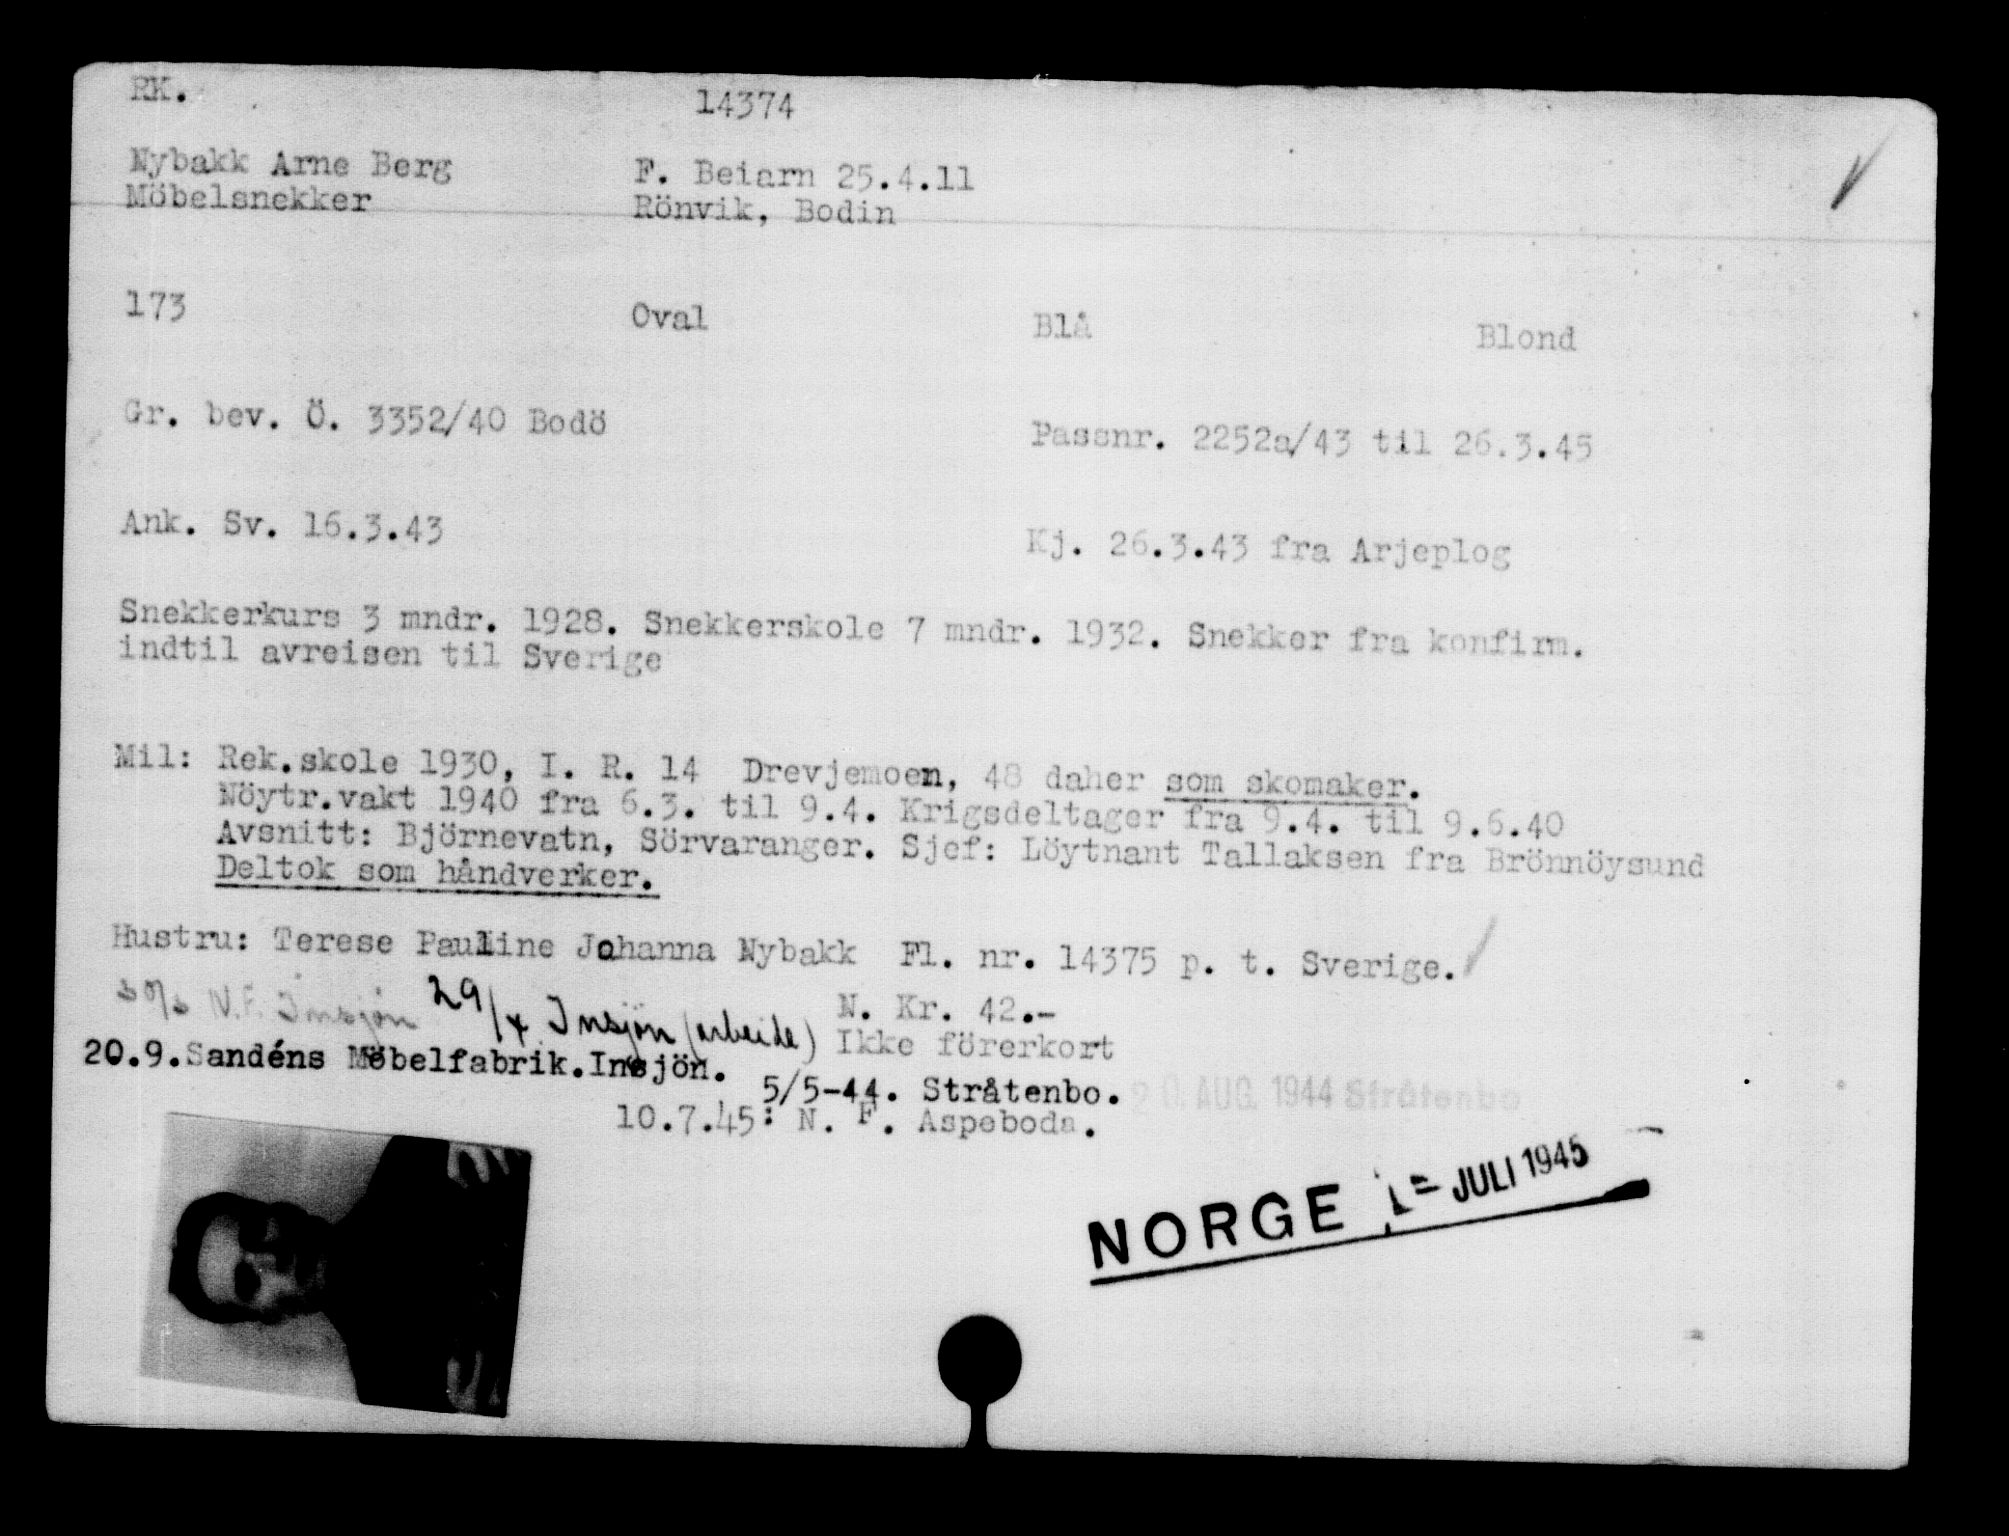 RK. 14374
Nybakk Arne Berg F. Beiarn 25.4.11
Möbelsnekker Rönvik, Bodin
173 Oval Blå Blond
Gr. bev. Ö. 3352/40 Bodö Passnr. 2252a/43 til 26.3.45
Ank. Sv. 16.3.43 Kj. 26.3.43 fra Arjeplog
Snekkerkurs 3 mndr. 1928. Snekkerskole 7 mndr. 1932. Snekker fra konfirm.
indtil avreisen til Sverige
Mil: Rek.skole 1930, I. R. 14 Drevjemoen, 48 daher som skomaker.
Nöytr.vakt 1940 fra 6.3. til 9.4. Krigsdeltager fra 9.4. til 9.6.40
Avsnitt: Björnevatn, Sörvaranger. Sjef: Löytnant Tallaksen fra Brönnöysund
Deltok som håndverker.
Hustru: Terese Pauline Johanna Nybakk Fl. nr. 14375 p. t. Sverige.
N.F. Insjön 29/4 Insjön (arbeide) N. Kr. 42.-
Ikke förerkort
20.9.Sandéns Möbelfabrik.Insjön.
5/5-44. Stråtenbo. 20. AUG. 1944 Stråtenbo
10.7.45: N. F. Aspeboda.
NORGE 1 = JULI 1945